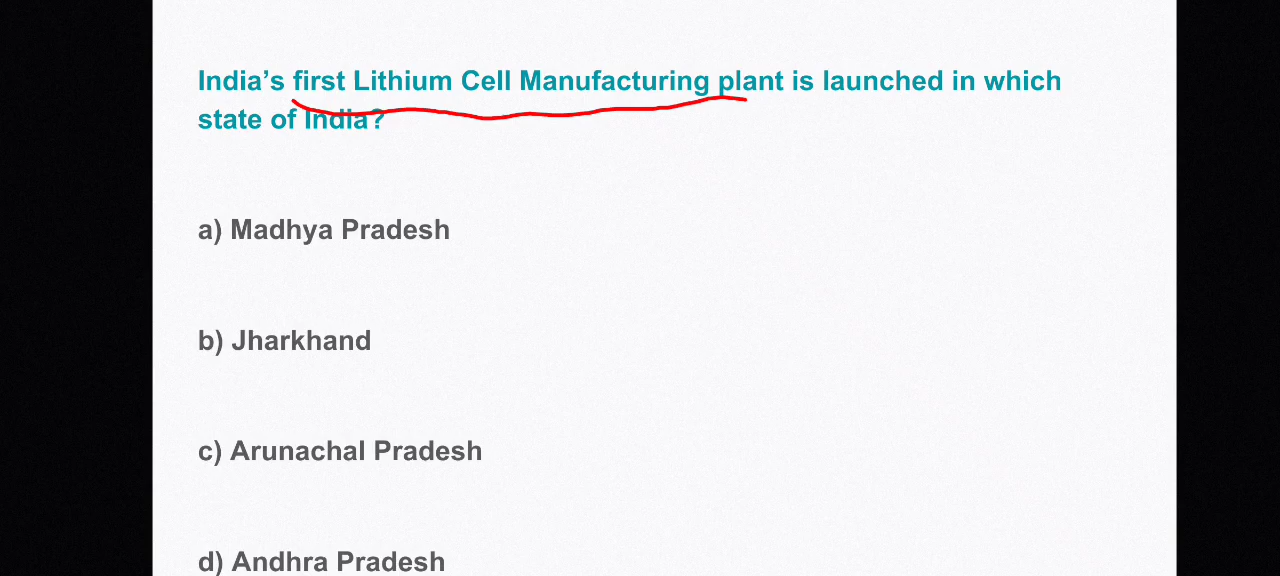 India’s first Lithium Cell Manufacturing plant is launched in which
state of India?
a) Madhya Pradesh
b) Jharkhand
c) Arunachal Pradesh
d) Andhra Pradesh